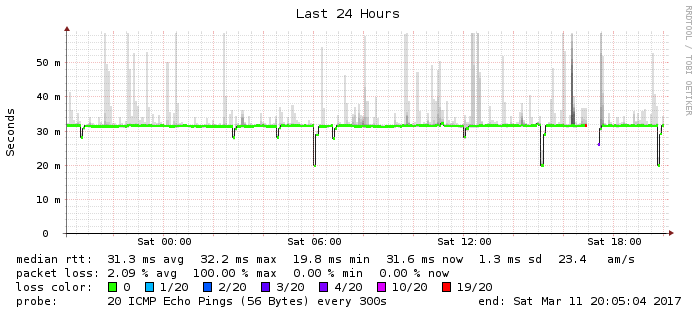 Last 24 Hours
RRDTOOL / TOBI OETIKER
Seconds
50 m
40 m
30 m
20 m
10 m
0
Sat 00:00 Sat 06:00 Sat 12:00 Sat 18:00
median rtt: 31.3 ms avg 32.2 ms max 19.8 ms min 31.6 ms now 1.3 ms sd 23.4 am/s
packet loss: 2.09 % avg 100.00 % max 0.00 % min 0.00 % now
loss color: 0 1/20 2/20 3/20 4/20 10/20 19/20
probe: 20 ICMP Echo Pings (56 Bytes) every 300s end: Sat Mar 11 20:05:04 2017